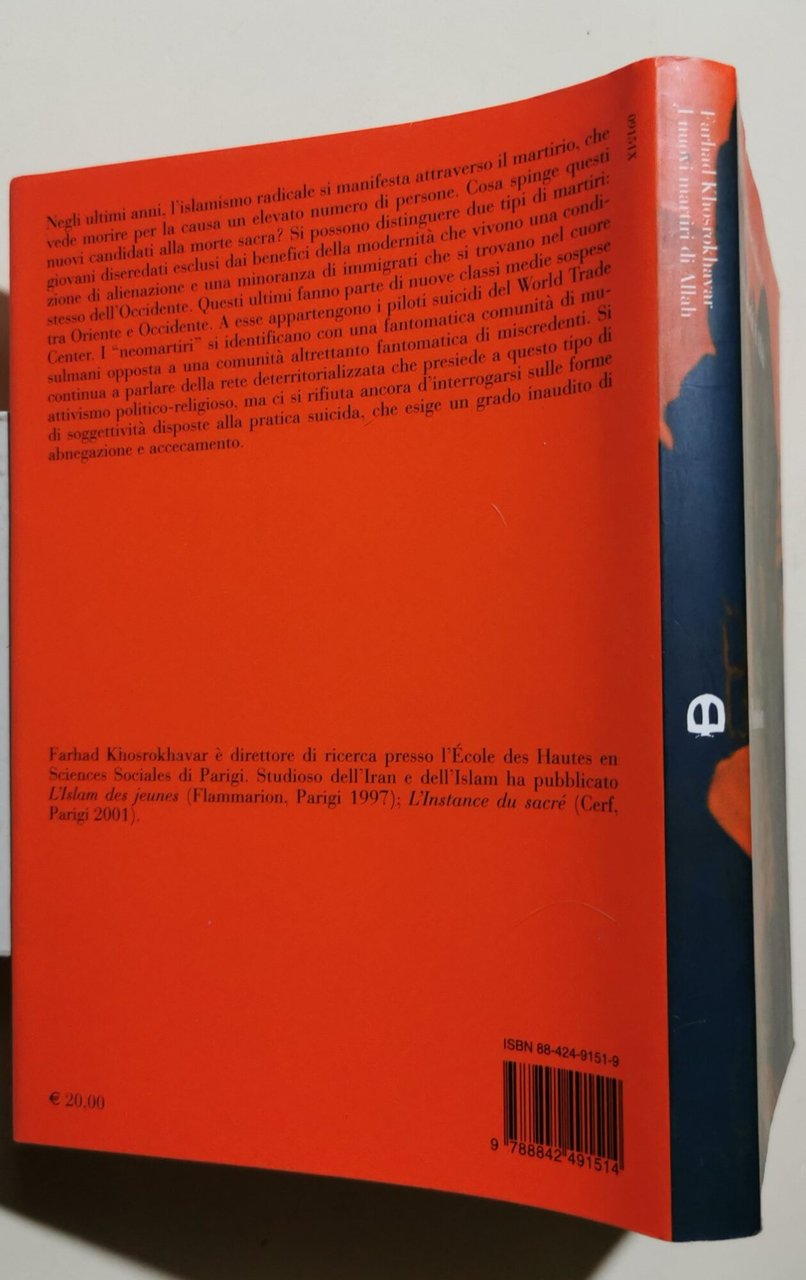 Negli ultimi anni, l'islamismo radicale si manifesta attraverso il martirio, che
vede morire per la causa un elevato numero di persone. Cosa spinge questi
nuovi candidati alla morte sacra? Si possono distinguere due tipi di martiri:
giovani diseredati esclusi dai benefici della modernità che vivono una condi-
zione di alienazione e una minoranza di immigrati che si trovano nel cuore
stesso dell'Occidente. Questi ultimi fanno parte di nuove classi medie sospese
tra Oriente e Occidente. A esse appartengono i piloti suicidi del World Trade
Center. I “neomartiri” si identificano con una fantomatica comunità di mu-
sulmani opposta a una comunità altrettanto fantomatica di miscredenti. Si
continua a parlare della rete deterritorializzata che presiede a questo tipo di
attivismo politico-religioso, ma ci si rifiuta ancora d'interrogarsi sulle forme
di soggettività disposte alla pratica suicida, che esige un grado inaudito di
abnegazione e accecamento.
Farhad Khosrokhavar è direttore di ricerca presso l'École des Hautes en
Sciences Sociales di Parigi. Studioso dell'Iran e dell'Islam ha pubblicato
L'Islam des jeunes (Flammarion, Parigi 1997); L'Instance du sacré (Cerf,
Parigi 2001).
€ 20,00
ISBN 88-424-9151-9
9 788842 491514
Farhad Khosrokhavar
I nuovi martiri di Allah